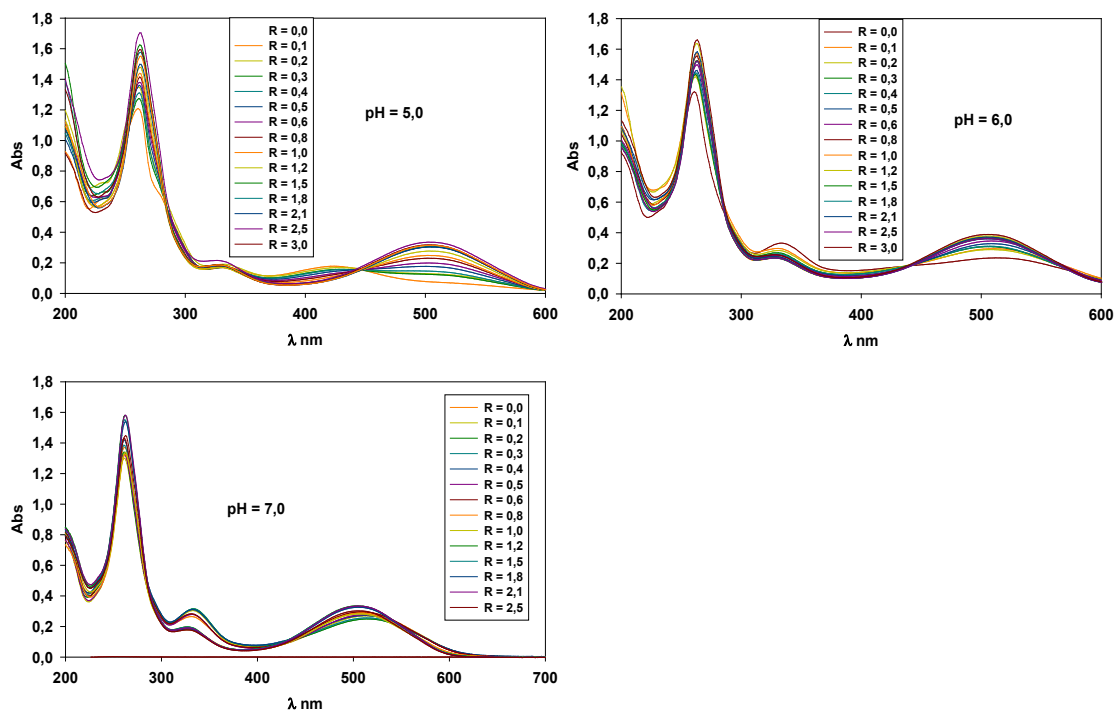 1,8
1,6
1,4
1,2
1,0
0,8
0,6
0,4
0,2
0,0
Abs
200 300 400 500 600
λ nm
pH = 5,0
R = 0,0
R = 0,1
R = 0,2
R = 0,3
R = 0,4
R = 0,5
R = 0,6
R = 0,8
R = 1,0
R = 1,2
R = 1,5
R = 1,8
R = 2,1
R = 2,5
R = 3,0
1,8
1,6
1,4
1,2
1,0
0,8
0,6
0,4
0,2
0,0
Abs
200 300 400 500 600
λ nm
pH = 6,0
R = 0,0
R = 0,1
R = 0,2
R = 0,3
R = 0,4
R = 0,5
R = 0,6
R = 0,8
R = 1,0
R = 1,2
R = 1,5
R = 1,8
R = 2,1
R = 2,5
R = 3,0
1,8
1,6
1,4
1,2
1,0
0,8
0,6
0,4
0,2
0,0
Abs
200 300 400 500 600 700
λ nm
pH = 7,0
R = 0,0
R = 0,1
R = 0,2
R = 0,3
R = 0,4
R = 0,5
R = 0,6
R = 0,8
R = 1,0
R = 1,2
R = 1,5
R = 1,8
R = 2,1
R = 2,5